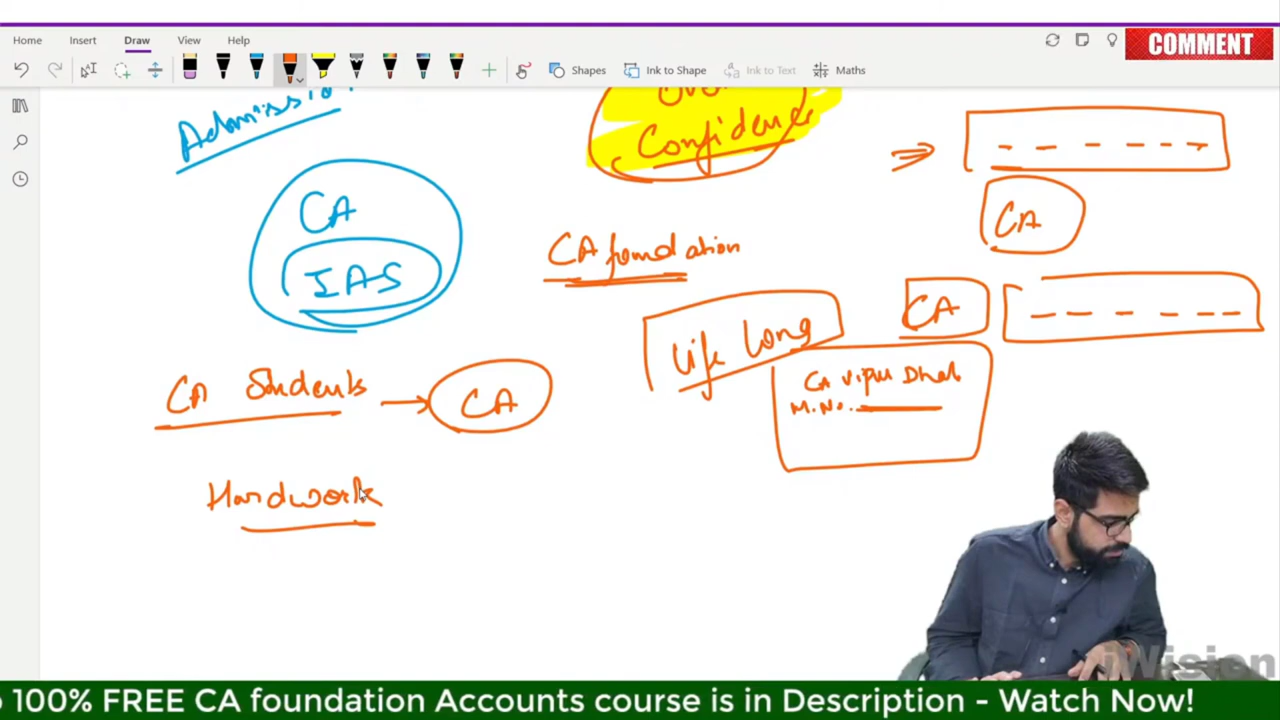 Home Insert Draw View Help
COMMENT
Shapes Ink to Shape Ink to Text Maths
Admission
Confidence
CA
IAS
CA foundation
CA
CA
Life Long
CA Students → CA
CA Vipul Dhal
M.No.
Hardwork
iWision
100% FREE CA foundation Accounts course is in Description - Watch Now!